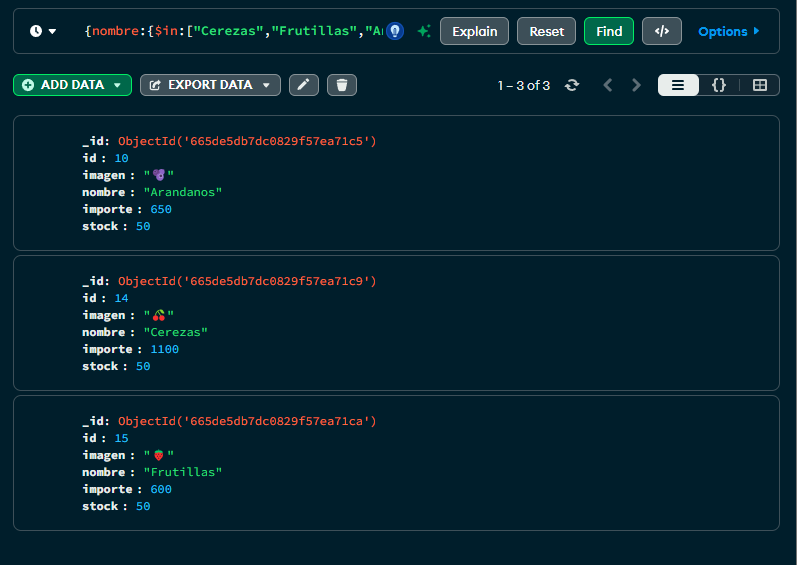 {nombre:{$in:["Cerezas","Frutillas","Ar
Explain
Reset
Find
</>
Options
ADD DATA
EXPORT DATA
1 – 3 of 3
{}
_id: ObjectId('665de5db7dc0829f57ea71c5')
id : 10
imagen : "🍇"
nombre : "Arandanos"
importe : 650
stock : 50
_id: ObjectId('665de5db7dc0829f57ea71c9')
id : 14
imagen : "🍒"
nombre : "Cerezas"
importe : 1100
stock : 50
_id: ObjectId('665de5db7dc0829f57ea71ca')
id : 15
imagen : "🍓"
nombre : "Frutillas"
importe : 600
stock : 50